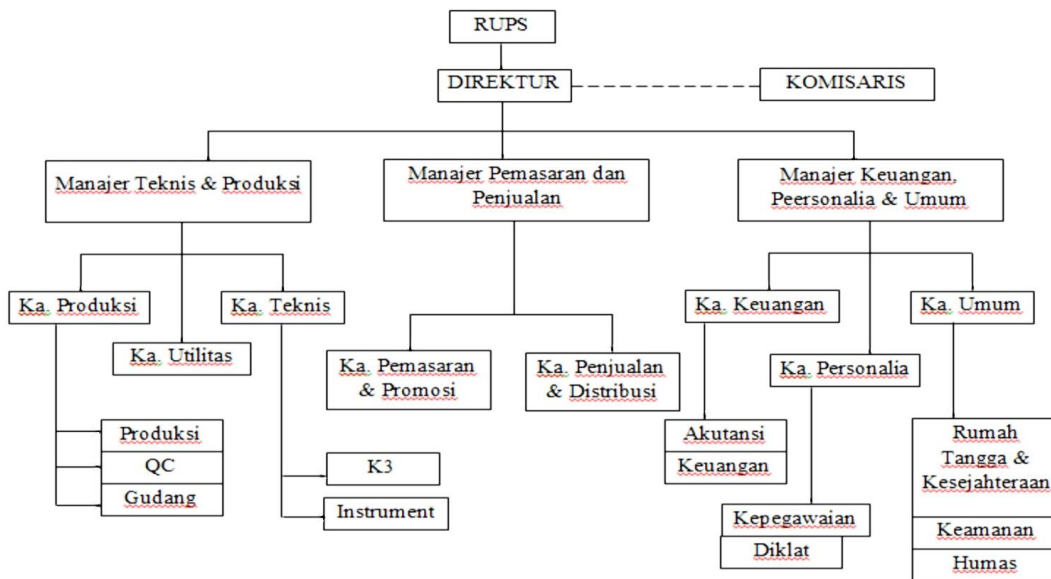 RUPS
DIREKTUR
KOMISARIS
Manajer Teknis & Produksi
Manajer Pemasaran dan
Penjualan
Manajer Keuangan,
Peersonalia & Umum
Ka. Produksi
Ka. Utilitas
Ka. Teknis
Ka. Pemasaran
& Promosi
Ka. Penjualan
& Distribusi
Ka. Keuangan
Ka. Personalia
Ka. Umum
Produksi
QC
Gudang
K3
Instrument
Akutansi
Keuangan
Kepegawaian
Diklat
Rumah
Tangga &
Kesejahteraan
Keamanan
Humas